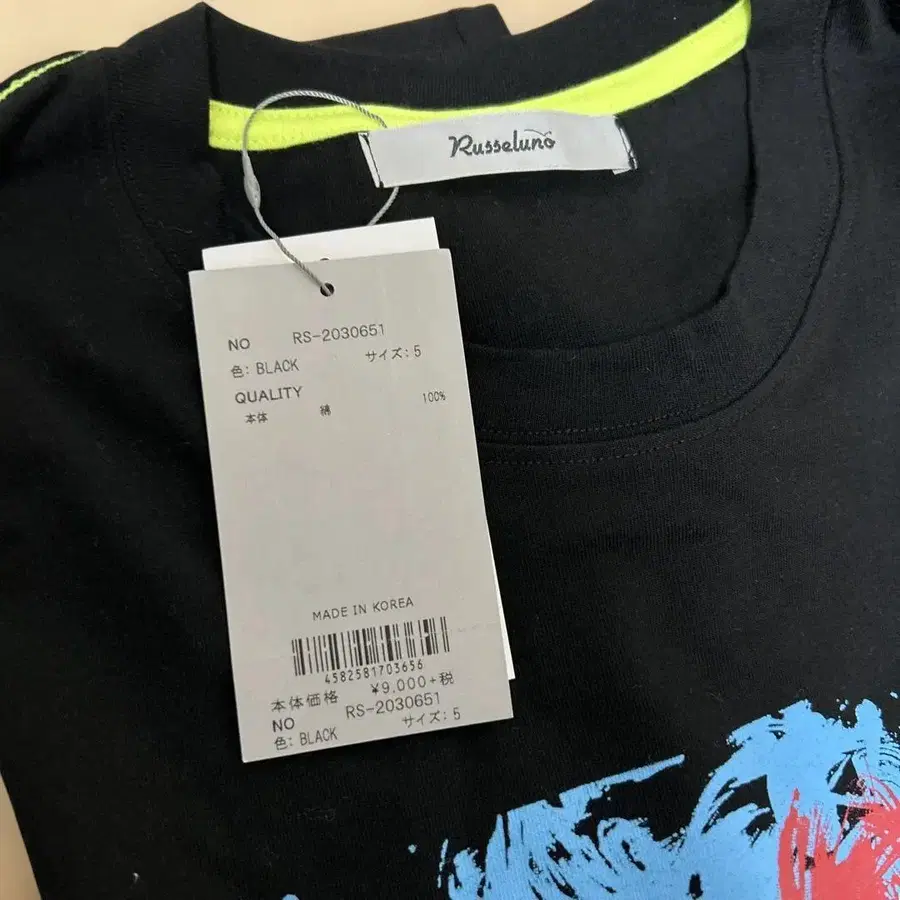 Russeluno
NO RS-2030651
色: BLACK サイズ: 5
QUALITY
本体 綿 100%
MADE IN KOREA
4582581703656
本体価格 ¥9,000+税
NO RS-2030651
色: BLACK サイズ: 5